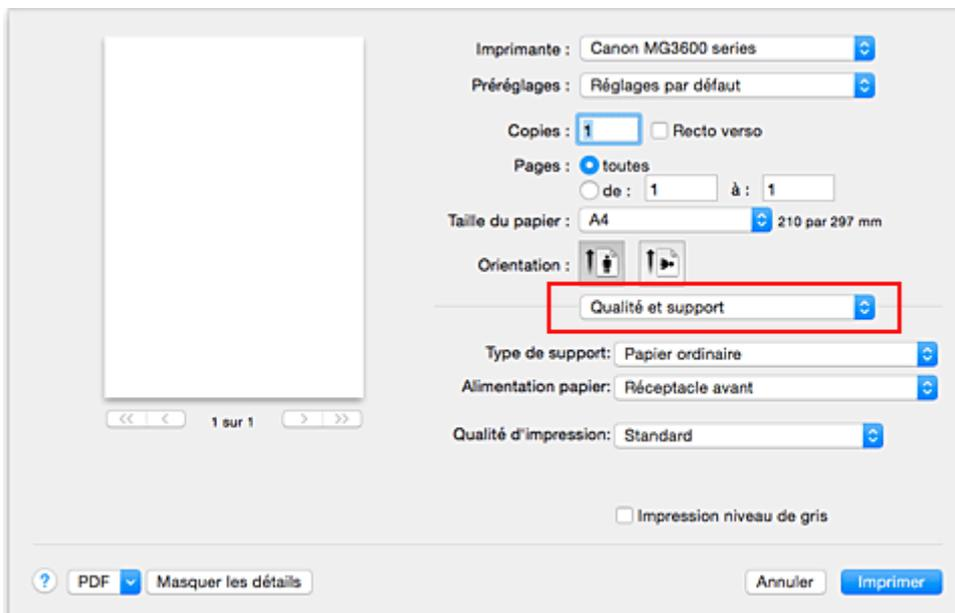 Imprimante : Canon MG3600 series
Préréglages : Réglages par défaut
Copies : 1 Recto verso
Pages : toutes
de : 1 à : 1
Taille du papier : A4 210 par 297 mm
Orientation :
Qualité et support
Type de support: Papier ordinaire
Alimentation papier: Réceptacle avant
<< < 1 sur 1 > >>
Qualité d'impression: Standard
Impression niveau de gris
? PDF Masquer les détails Annuler Imprimer